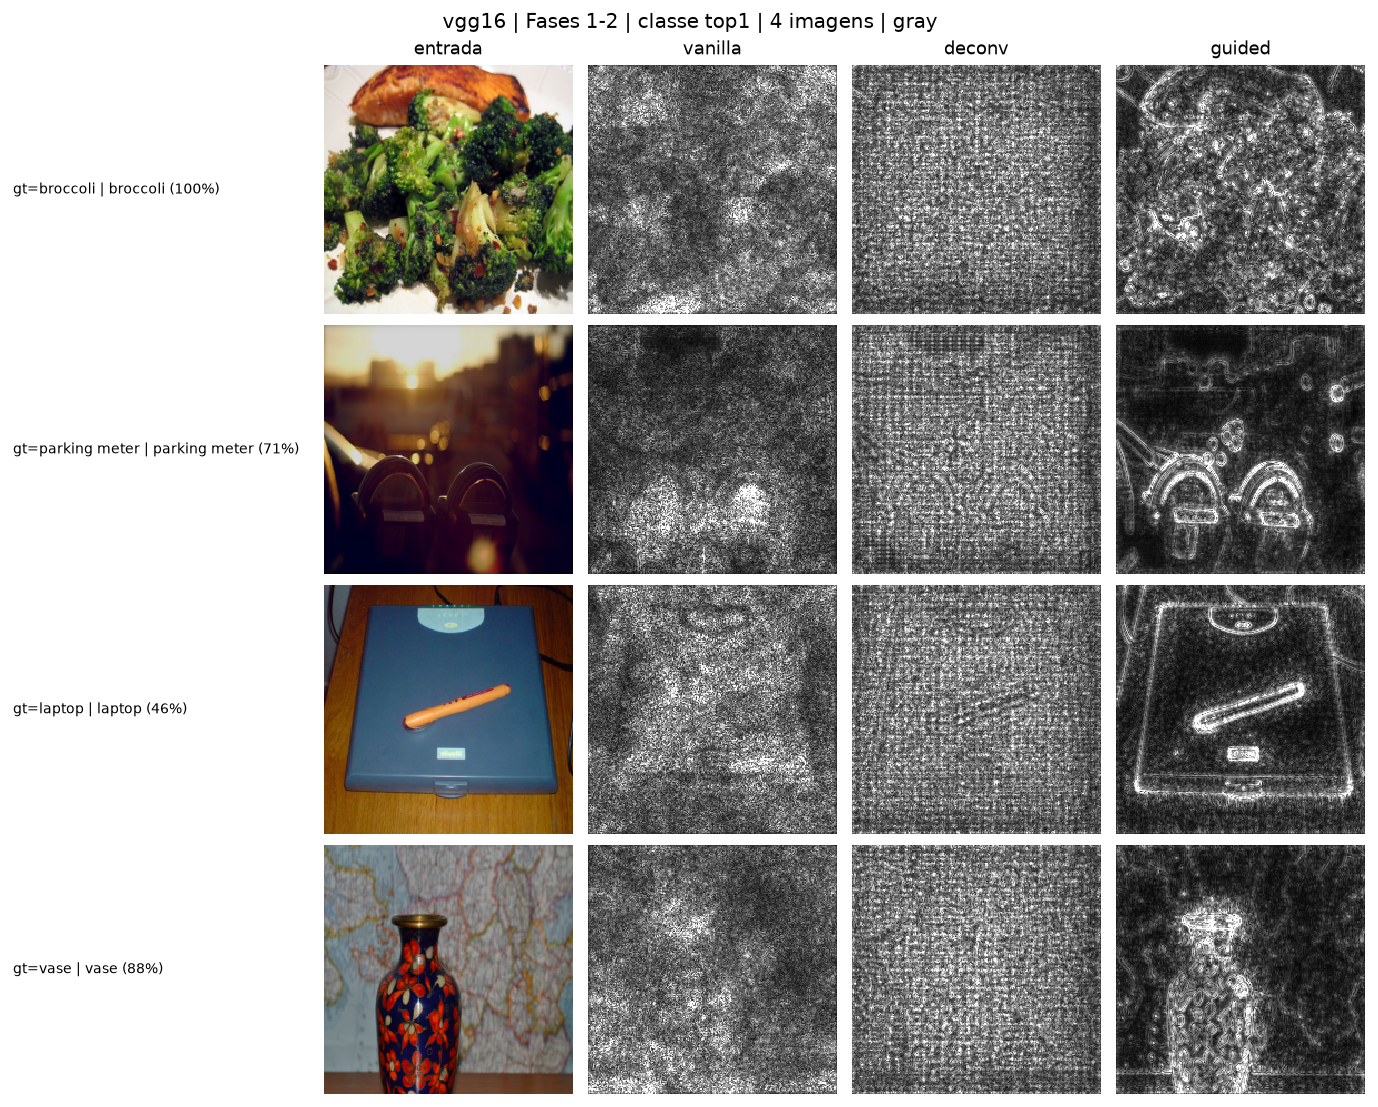 vgg16 | Fases 1-2 | classe top1 | 4 imagens | gray
entrada vanilla deconv guided
gt=broccoli | broccoli (100%)
gt=parking meter | parking meter (71%)
gt=laptop | laptop (46%)
gt=vase | vase (88%)